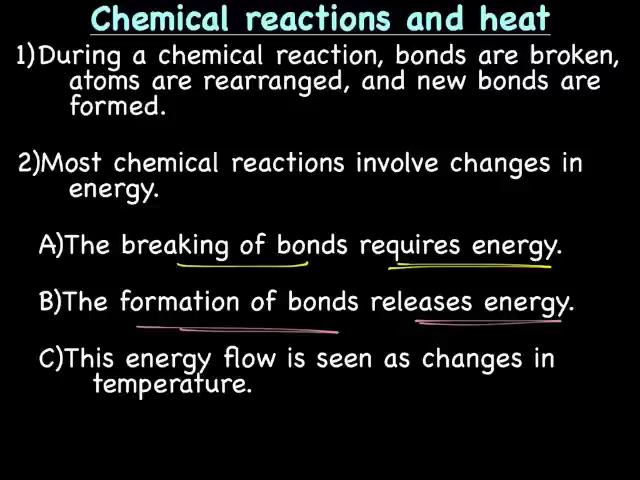 Chemical reactions and heat
1)During a chemical reaction, bonds are broken,
atoms are rearranged, and new bonds are
formed.
2)Most chemical reactions involve changes in
energy.
A)The breaking of bonds requires energy.
B)The formation of bonds releases energy.
C)This energy flow is seen as changes in
temperature.